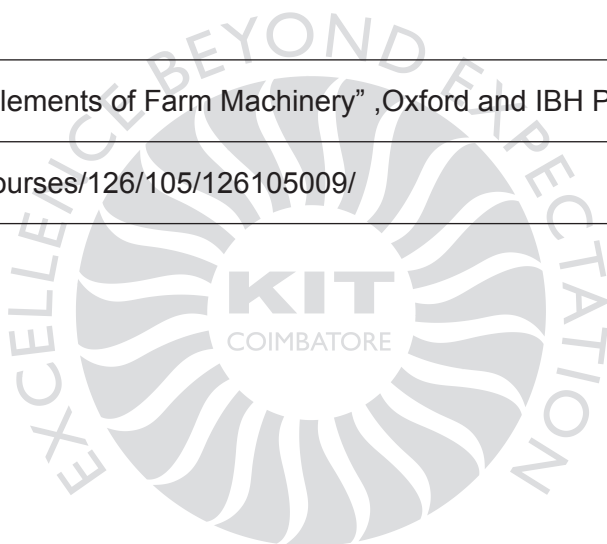 EXCELLENCE BEYOND EXPECTATION
lements of Farm Machinery” ,Oxford and IBH P
ourses/126/105/126105009/
KIT
COIMBATORE